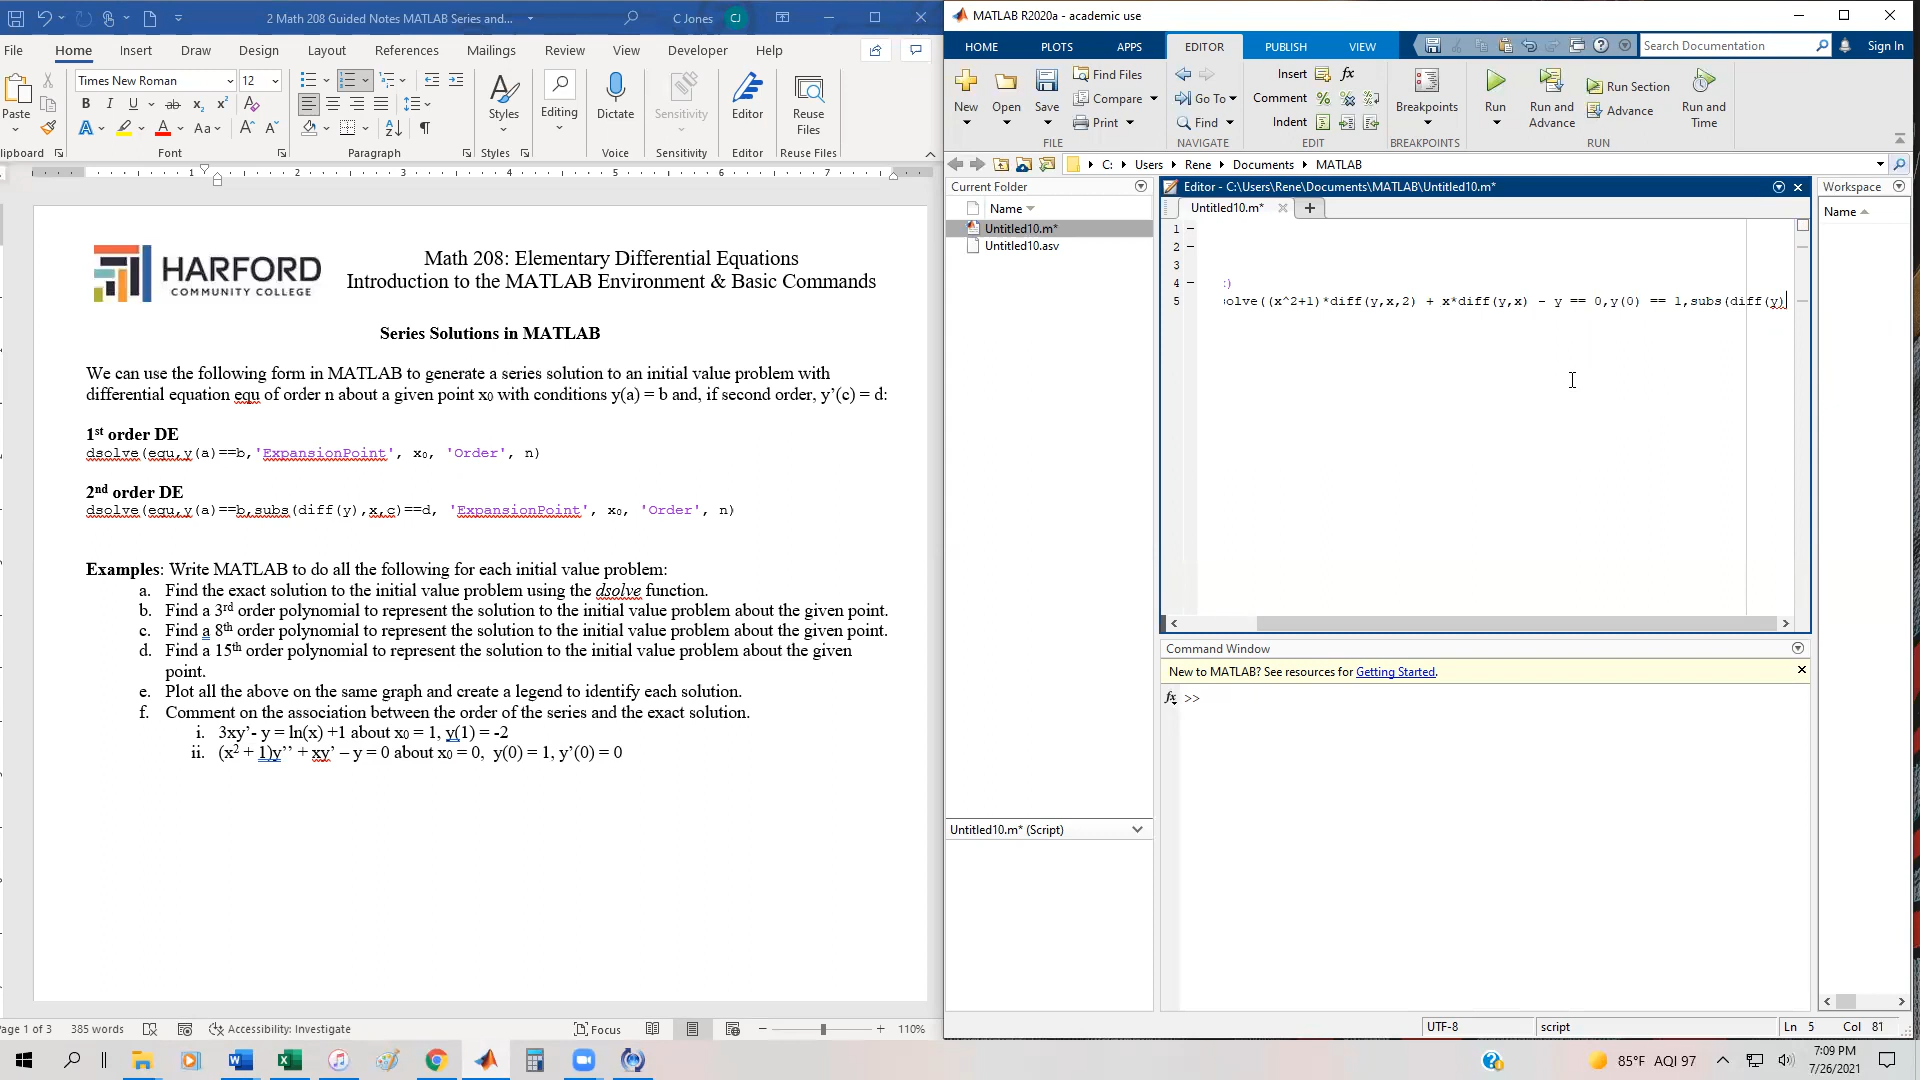 2 Math 208 Guided Notes MATLAB Series and...
C Jones
CJ
File
Home
Insert
Draw
Design
Layout
References
Mailings
Review
View
Developer
Help
Times New Roman
12
Paste
Styles
Editing
Dictate
Sensitivity
Editor
Reuse
Files
lipboard
Font
Paragraph
Styles
Voice
Sensitivity
Editor
Reuse Files
HARFORD
COMMUNITY COLLEGE
Math 208: Elementary Differential Equations
Introduction to the MATLAB Environment & Basic Commands
Series Solutions in MATLAB
We can use the following form in MATLAB to generate a series solution to an initial value problem with
differential equation equ of order n about a given point x₀ with conditions y(a) = b and, if second order, y’(c) = d:
1st order DE
dsolve(equ,y(a)==b,'ExpansionPoint', x₀, 'Order', n)
2nd order DE
dsolve(equ,y(a)==b,subs(diff(y),x,c)==d, 'ExpansionPoint', x₀, 'Order', n)
Examples: Write MATLAB to do all the following for each initial value problem:
a. Find the exact solution to the initial value problem using the dsolve function.
b. Find a 3rd order polynomial to represent the solution to the initial value problem about the given point.
c. Find a 8th order polynomial to represent the solution to the initial value problem about the given point.
d. Find a 15th order polynomial to represent the solution to the initial value problem about the given
point.
e. Plot all the above on the same graph and create a legend to identify each solution.
f. Comment on the association between the order of the series and the exact solution.
i. 3xy’- y = ln(x) +1 about x₀ = 1, y(1) = -2
ii. (x² + 1)y’’ + xy’ – y = 0 about x₀ = 0, y(0) = 1, y’(0) = 0
age 1 of 3
385 words
Accessibility: Investigate
Focus
110%
MATLAB R2020a - academic use
HOME
PLOTS
APPS
EDITOR
PUBLISH
VIEW
Search Documentation
Sign In
New
Open
Save
Find Files
Compare
Print
Go To
Find
Insert
Comment
Indent
Breakpoints
Run
Run and
Advance
Run Section
Advance
Run and
Time
FILE
NAVIGATE
EDIT
BREAKPOINTS
RUN
C:
Users
Rene
Documents
MATLAB
Current Folder
Name
Untitled10.m*
Untitled10.asv
Editor - C:\Users\Rene\Documents\MATLAB\Untitled10.m*
Untitled10.m*
1
2
3
4
5 olve((x^2+1)*diff(y,x,2) + x*diff(y,x) - y == 0,y(0) == 1,subs(diff(y)
Workspace
Name
Command Window
New to MATLAB? See resources for Getting Started.
fx >>
Untitled10.m* (Script)
UTF-8
script
Ln 5 Col 81
85°F AQI 97
7:09 PM
7/26/2021